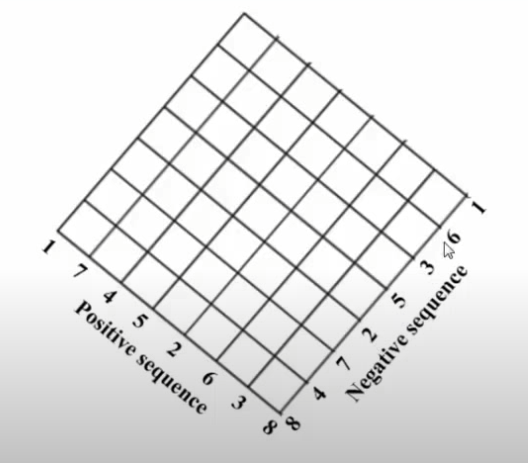 1 7 4 5 2 6 3 8
Positive sequence
8 4 7 2 5 3 6 1
Negative sequence